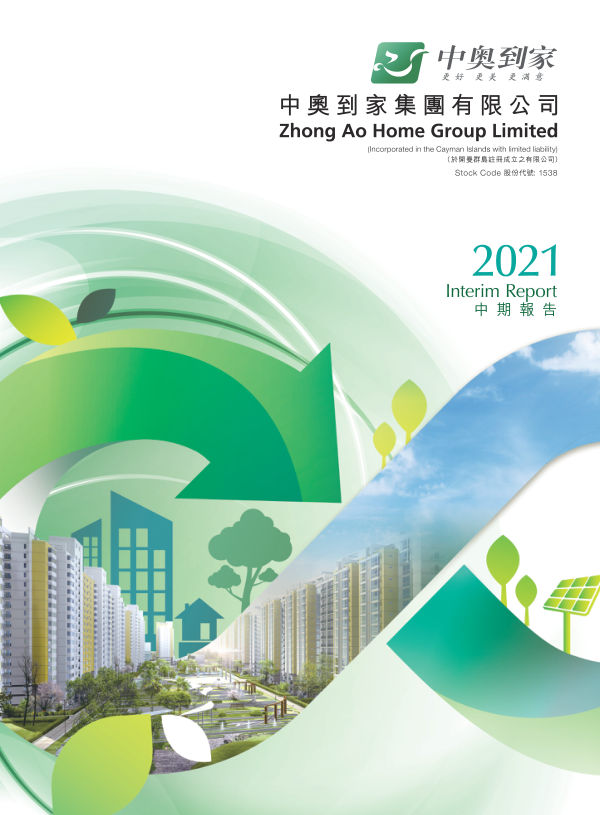 中奥到家
更好 更美 更滿意
中奧到家集團有限公司
Zhong Ao Home Group Limited
(Incorporated in the Cayman Islands with limited liability)
(於開曼群島註冊成立之有限公司)
Stock Code 股份代號: 1538
2021
Interim Report
中期報告